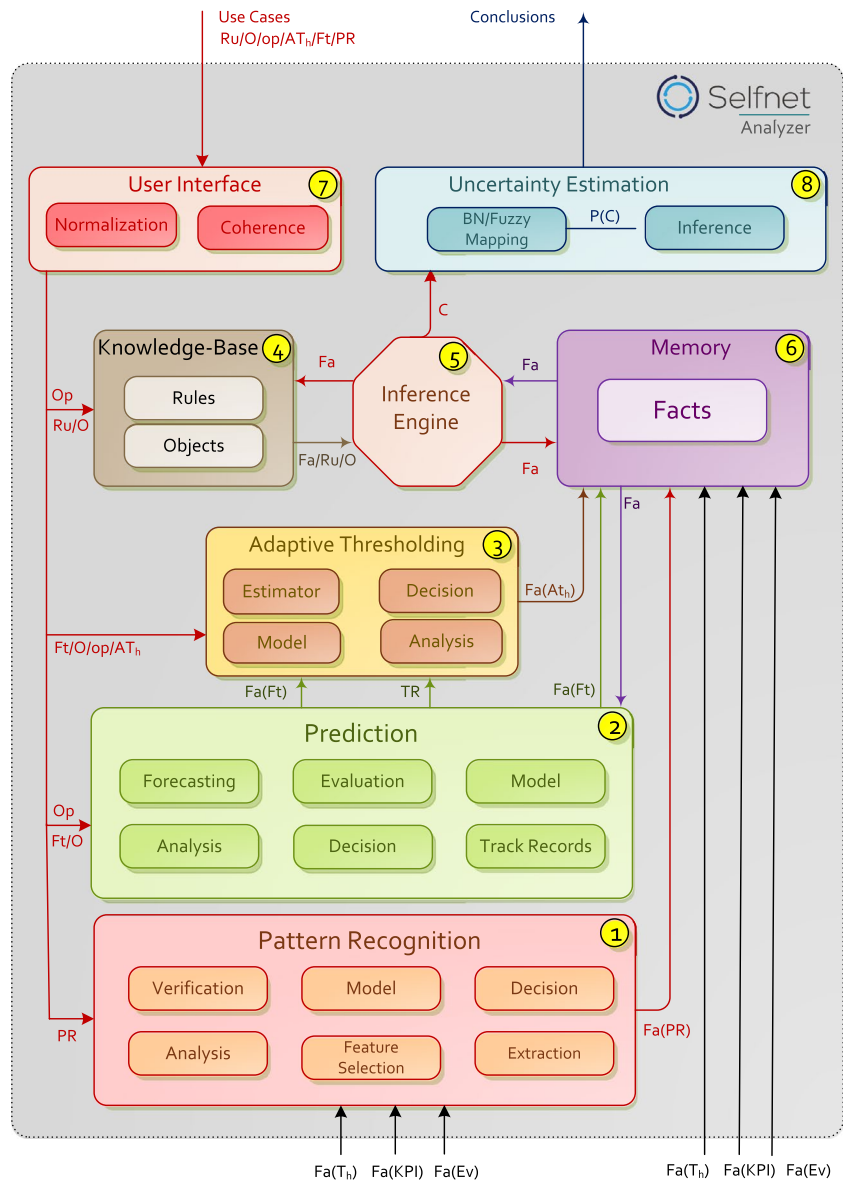 Use Cases
Ru/O/op/ATh/Ft/PR
Conclusions
Selfnet
Analyzer
User Interface
7
Normalization
Coherence
Uncertainty Estimation
8
BN/Fuzzy
Mapping
P(C)
Inference
C
Knowledge-Base
4
Rules
Objects
Op
Ru/O
Fa
Fa/Ru/O
5
Inference
Engine
Fa
Fa
Memory
6
Facts
Fa
Adaptive Thresholding
3
Estimator
Decision
Model
Analysis
Fa(Ath)
Ft/O/op/ATh
Fa(Ft)
TR
Fa(Ft)
Prediction
2
Forecasting
Evaluation
Model
Analysis
Decision
Track Records
Op
Ft/O
Pattern Recognition
1
Verification
Model
Decision
Analysis
Feature
Selection
Extraction
PR
Fa(PR)
Fa(Th)
Fa(KPI)
Fa(Ev)
Fa(Th)
Fa(KPI)
Fa(Ev)